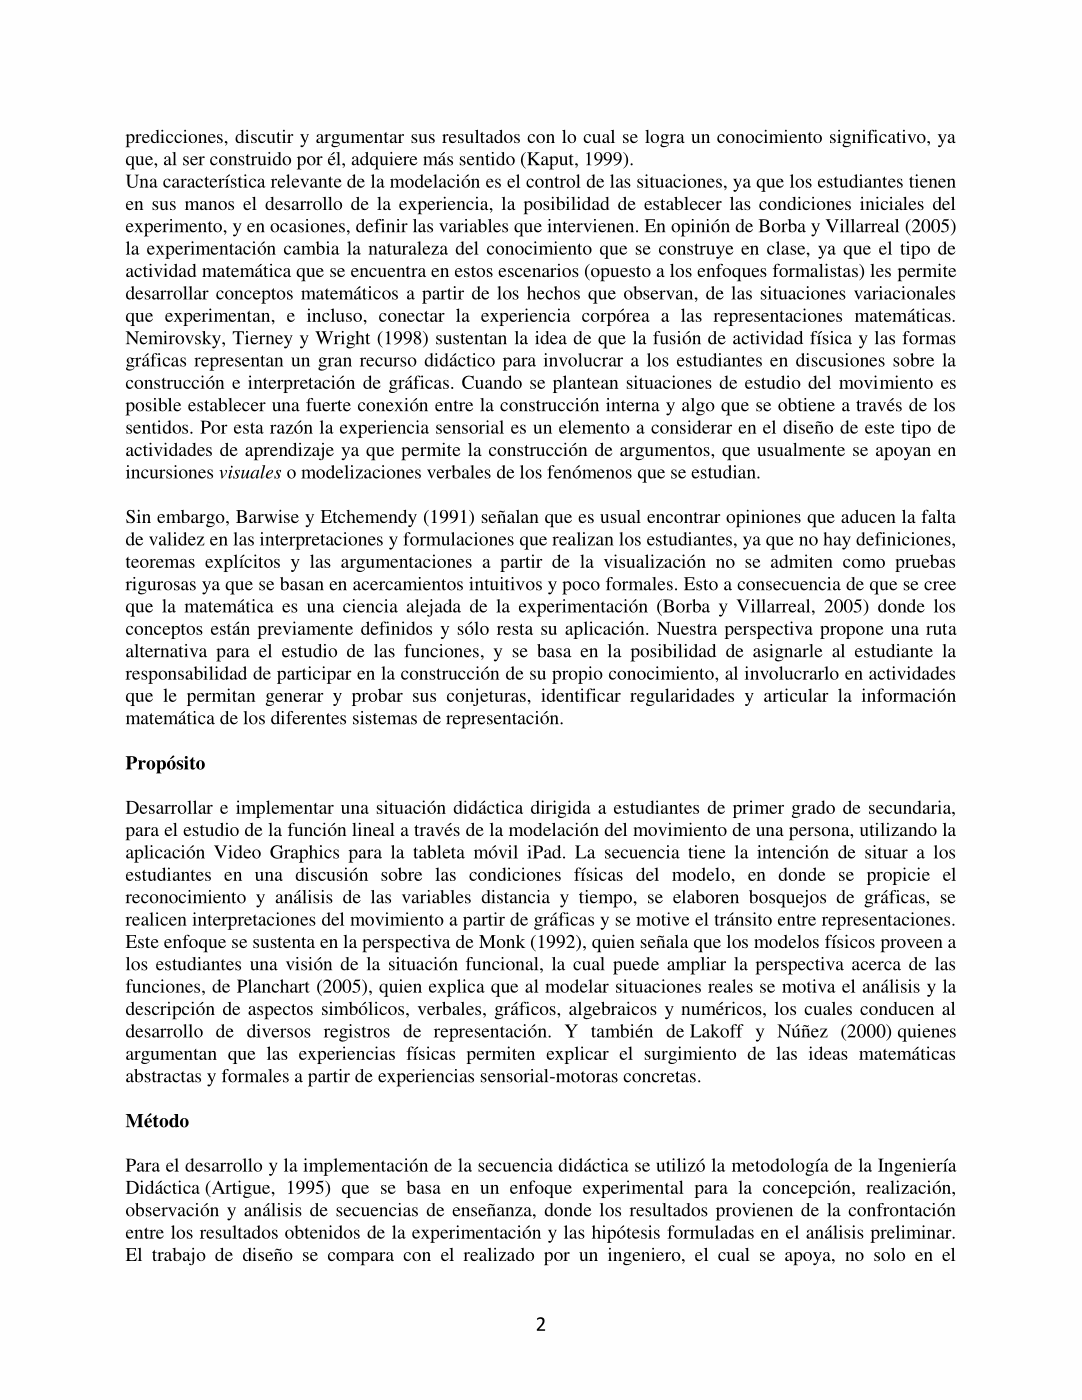 predicciones, discutir y argumentar sus resultados con lo cual se logra un conocimiento significativo, ya
que, al ser construido por él, adquiere más sentido (Kaput, 1999).
Una característica relevante de la modelación es el control de las situaciones, ya que los estudiantes tienen
en sus manos el desarrollo de la experiencia, la posibilidad de establecer las condiciones iniciales del
experimento, y en ocasiones, definir las variables que intervienen. En opinión de Borba y Villarreal (2005)
la experimentación cambia la naturaleza del conocimiento que se construye en clase, ya que el tipo de
actividad matemática que se encuentra en estos escenarios (opuesto a los enfoques formalistas) les permite
desarrollar conceptos matemáticos a partir de los hechos que observan, de las situaciones variacionales
que experimentan, e incluso, conectar la experiencia corpórea a las representaciones matemáticas.
Nemirovsky, Tierney y Wright (1998) sustentan la idea de que la fusión de actividad física y las formas
gráficas representan un gran recurso didáctico para involucrar a los estudiantes en discusiones sobre la
construcción e interpretación de gráficas. Cuando se plantean situaciones de estudio del movimiento es
posible establecer una fuerte conexión entre la construcción interna y algo que se obtiene a través de los
sentidos. Por esta razón la experiencia sensorial es un elemento a considerar en el diseño de este tipo de
actividades de aprendizaje ya que permite la construcción de argumentos, que usualmente se apoyan en
incursiones visuales o modelizaciones verbales de los fenómenos que se estudian.
Sin embargo, Barwise y Etchemendy (1991) señalan que es usual encontrar opiniones que aducen la falta
de validez en las interpretaciones y formulaciones que realizan los estudiantes, ya que no hay definiciones,
teoremas explícitos y las argumentaciones a partir de la visualización no se admiten como pruebas
rigurosas ya que se basan en acercamientos intuitivos y poco formales. Esto a consecuencia de que se cree
que la matemática es una ciencia alejada de la experimentación (Borba y Villarreal, 2005) donde los
conceptos están previamente definidos y sólo resta su aplicación. Nuestra perspectiva propone una ruta
alternativa para el estudio de las funciones, y se basa en la posibilidad de asignarle al estudiante la
responsabilidad de participar en la construcción de su propio conocimiento, al involucrarlo en actividades
que le permitan generar y probar sus conjeturas, identificar regularidades y articular la información
matemática de los diferentes sistemas de representación.
Propósito
Desarrollar e implementar una situación didáctica dirigida a estudiantes de primer grado de secundaria,
para el estudio de la función lineal a través de la modelación del movimiento de una persona, utilizando la
aplicación Video Graphics para la tableta móvil iPad. La secuencia tiene la intención de situar a los
estudiantes en una discusión sobre las condiciones físicas del modelo, en donde se propicie el
reconocimiento y análisis de las variables distancia y tiempo, se elaboren bosquejos de gráficas, se
realicen interpretaciones del movimiento a partir de gráficas y se motive el tránsito entre representaciones.
Este enfoque se sustenta en la perspectiva de Monk (1992), quien señala que los modelos físicos proveen a
los estudiantes una visión de la situación funcional, la cual puede ampliar la perspectiva acerca de las
funciones, de Planchart (2005), quien explica que al modelar situaciones reales se motiva el análisis y la
descripción de aspectos simbólicos, verbales, gráficos, algebraicos y numéricos, los cuales conducen al
desarrollo de diversos registros de representación. Y también de Lakoff y Núñez (2000) quienes
argumentan que las experiencias físicas permiten explicar el surgimiento de las ideas matemáticas
abstractas y formales a partir de experiencias sensorial-motoras concretas.
Método
Para el desarrollo y la implementación de la secuencia didáctica se utilizó la metodología de la Ingeniería
Didáctica (Artigue, 1995) que se basa en un enfoque experimental para la concepción, realización,
observación y análisis de secuencias de enseñanza, donde los resultados provienen de la confrontación
entre los resultados obtenidos de la experimentación y las hipótesis formuladas en el análisis preliminar.
El trabajo de diseño se compara con el realizado por un ingeniero, el cual se apoya, no solo en el
2